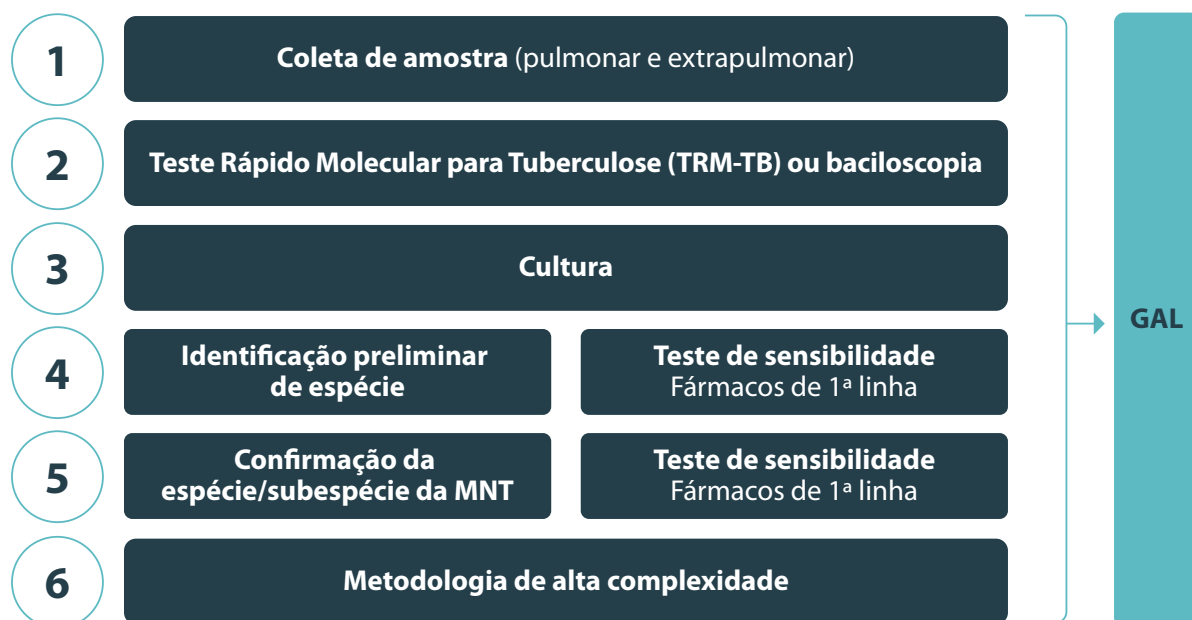 1
Coleta de amostra (pulmonar e extrapulmonar)
2
Teste Rápido Molecular para Tuberculose (TRM-TB) ou baciloscopia
3
Cultura
4
Identificação preliminar
de espécie
Teste de sensibilidade
Fármacos de 1ª linha
5
Confirmação da
espécie/subespécie da MNT
Teste de sensibilidade
Fármacos de 1ª linha
6
Metodologia de alta complexidade
GAL